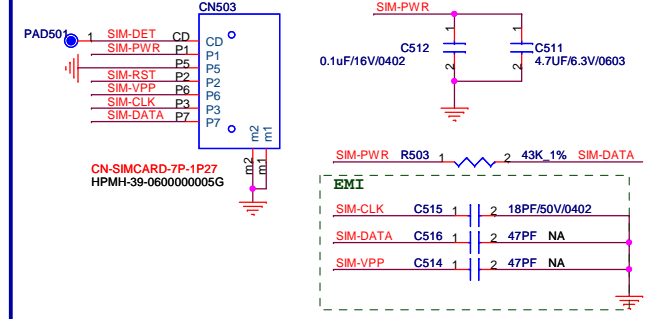 CN503
PAD501 1 SIM-DET CD CD
SIM-PWR P1 P1
P5 P5
SIM-RST P2 P2
SIM-VPP P6 P6
SIM-CLK P3 P3
SIM-DATA P7 P7
m2 m1
m2 m1
CN-SIMCARD-7P-1P27
HPMH-39-0600000005G
SIM-PWR
1 1
C512 C511
0.1uF/16V/0402 4.7UF/6.3V/0603
2 2
SIM-PWR R503 1 2 43K_1% SIM-DATA
EMI
SIM-CLK C515 1 2 18PF/50V/0402
SIM-DATA C516 1 2 47PF NA
SIM-VPP C514 1 2 47PF NA